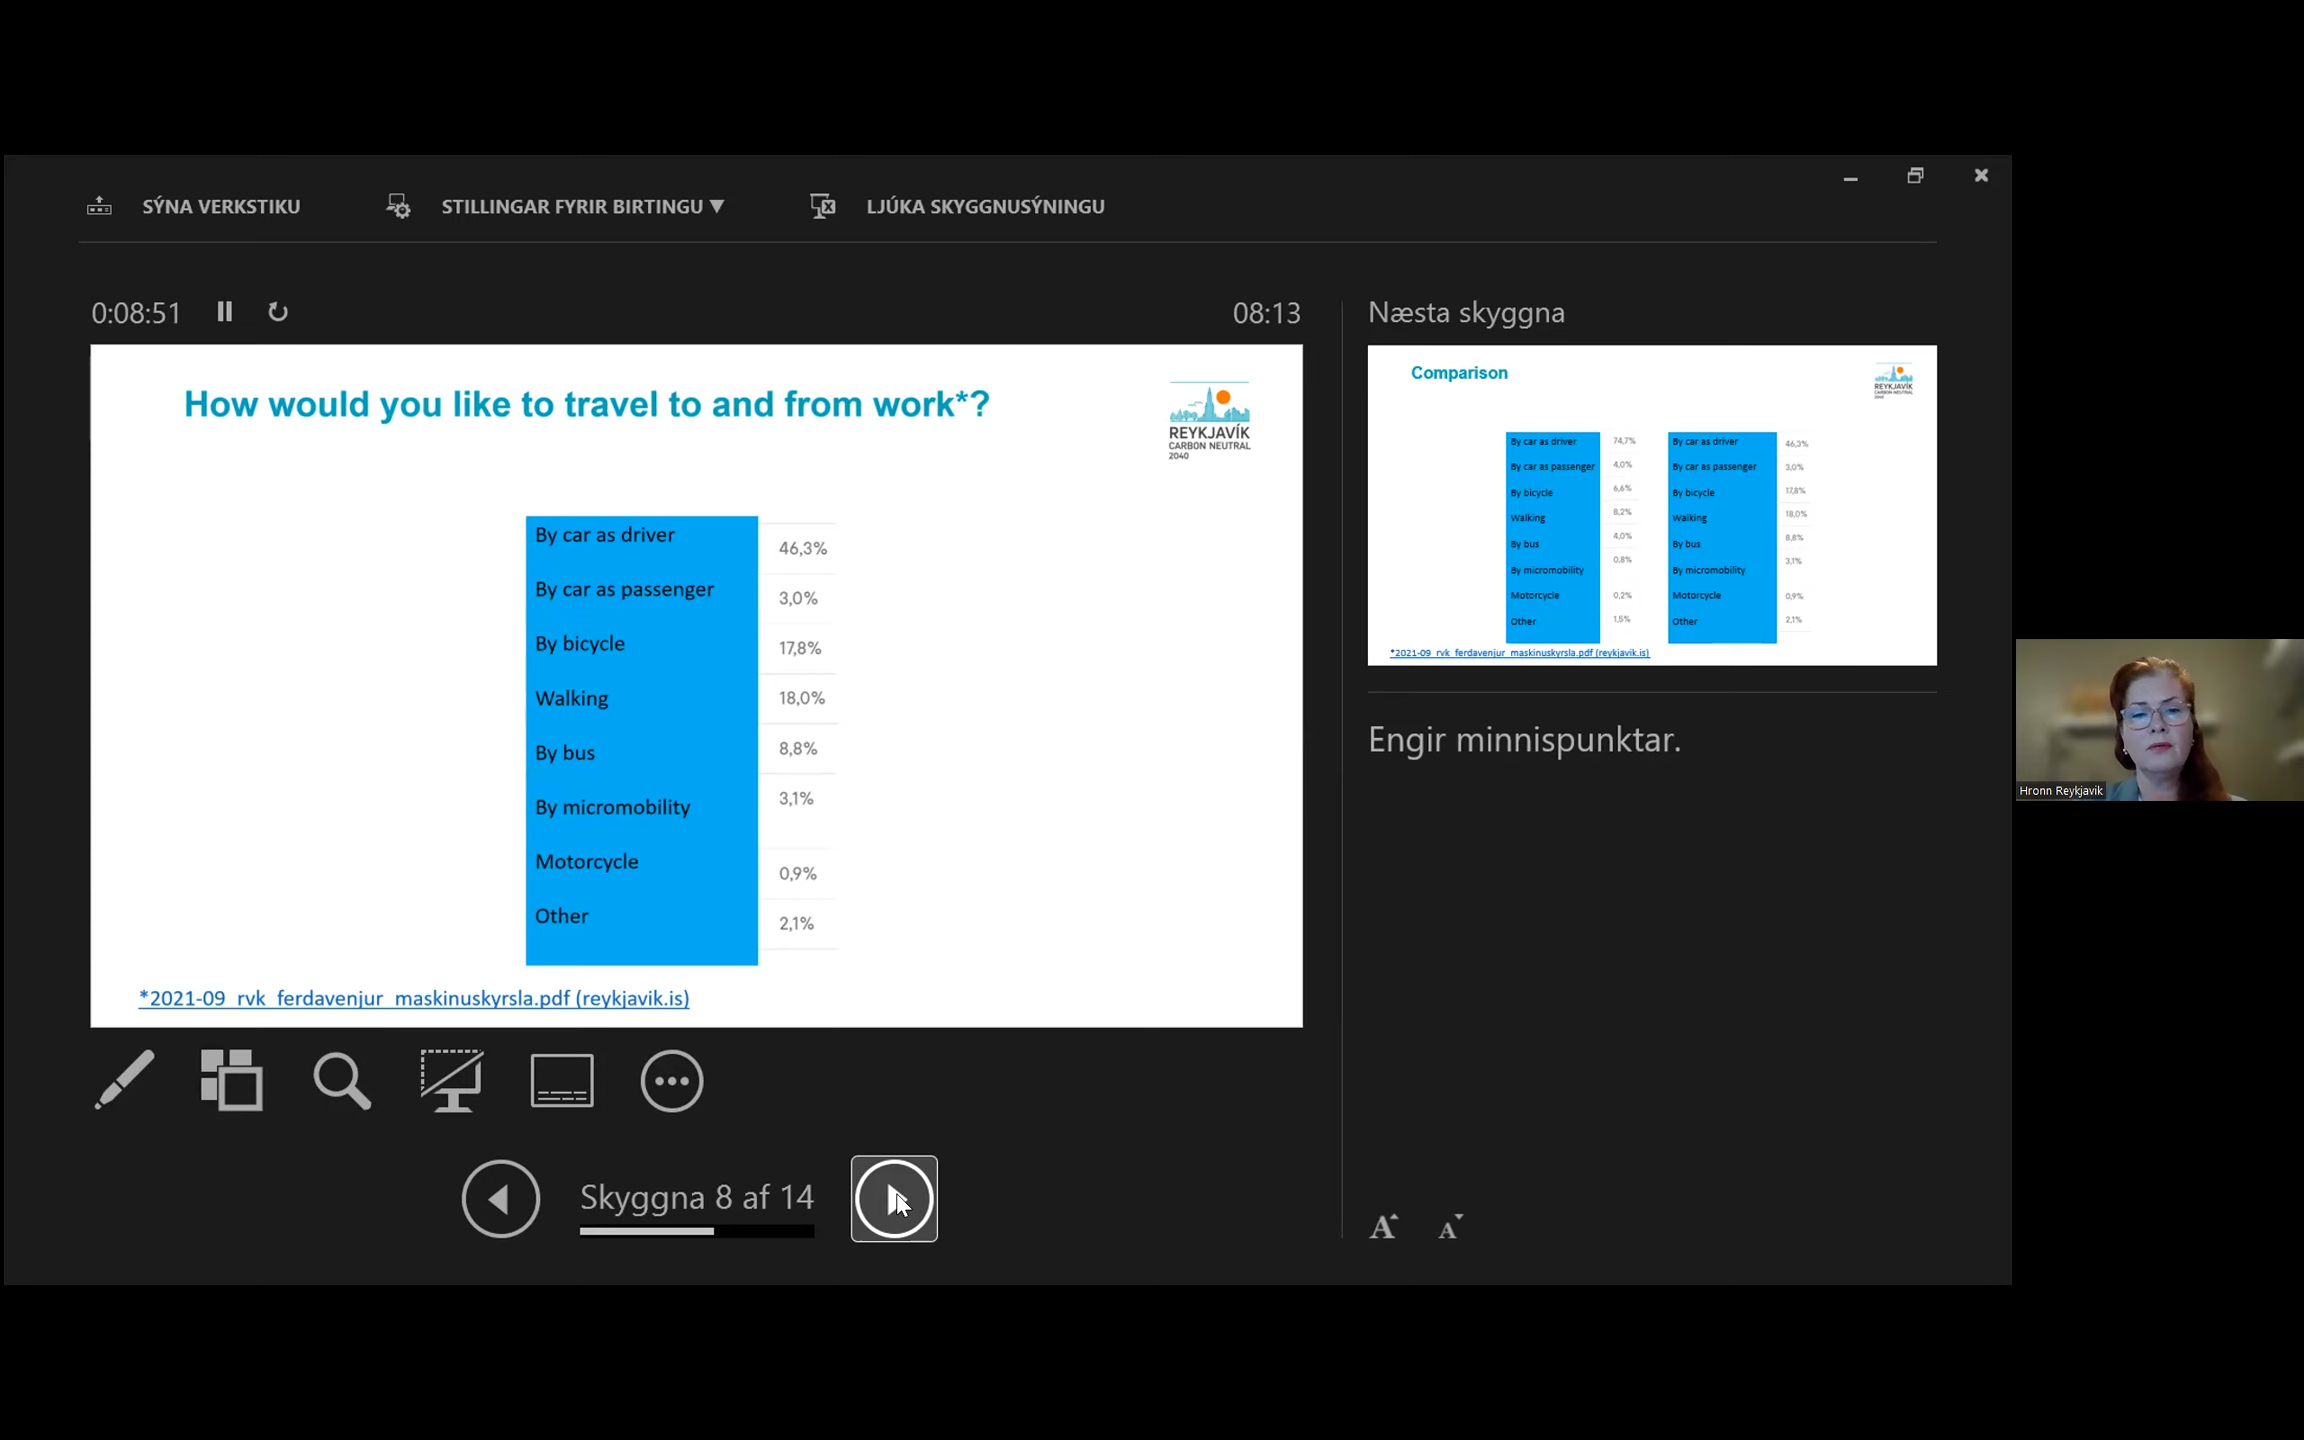 SÝNA VERKSTIKU
STILLINGAR FYRIR BIRTINGU ▼
LJÚKA SKYGGNUSÝNINGU
0:08:51
08:13
How would you like to travel to and from work*?
REYKJAVÍK
CARBON NEUTRAL
2040
By car as driver 46,3%
By car as passenger 3,0%
By bicycle 17,8%
Walking 18,0%
By bus 8,8%
By micromobility 3,1%
Motorcycle 0,9%
Other 2,1%
*2021-09_rvk_ferdavenjur_maskinuskyrsla.pdf (reykjavik.is)
Skyggna 8 af 14
Næsta skyggna
Comparison
REYKJAVÍK
CARBON NEUTRAL
2040
By car as driver 74,7% By car as driver 46,3%
By car as passenger 4,0% By car as passenger 3,0%
By bicycle 6,6% By bicycle 17,8%
Walking 8,2% Walking 18,0%
By bus 4,0% By bus 8,8%
By micromobility 0,8% By micromobility 3,1%
Motorcycle 0,2% Motorcycle 0,9%
Other 1,5% Other 2,1%
*2021-09_rvk_ferdavenjur_maskinuskyrsla.pdf (reykjavik.is)
Engir minnispunktar.
A A
Hronn Reykjavik